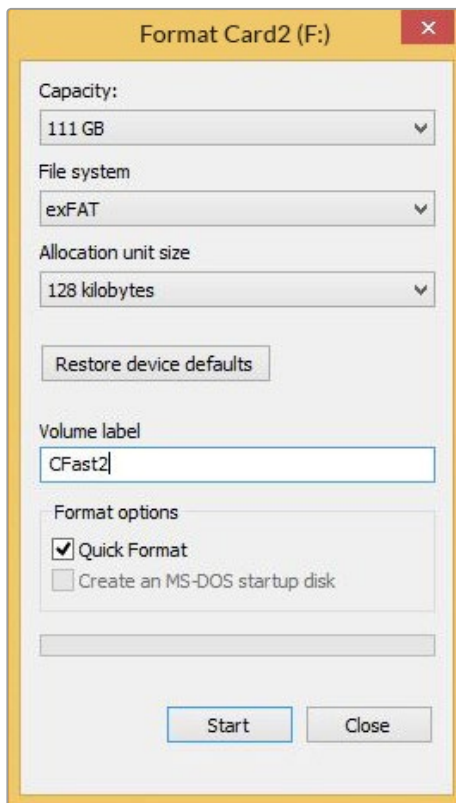 Format Card2 (F:)
Capacity:
111 GB
File system
exFAT
Allocation unit size
128 kilobytes
Restore device defaults
Volume label
CFast2
Format options
Quick Format
Create an MS-DOS startup disk
Start Close